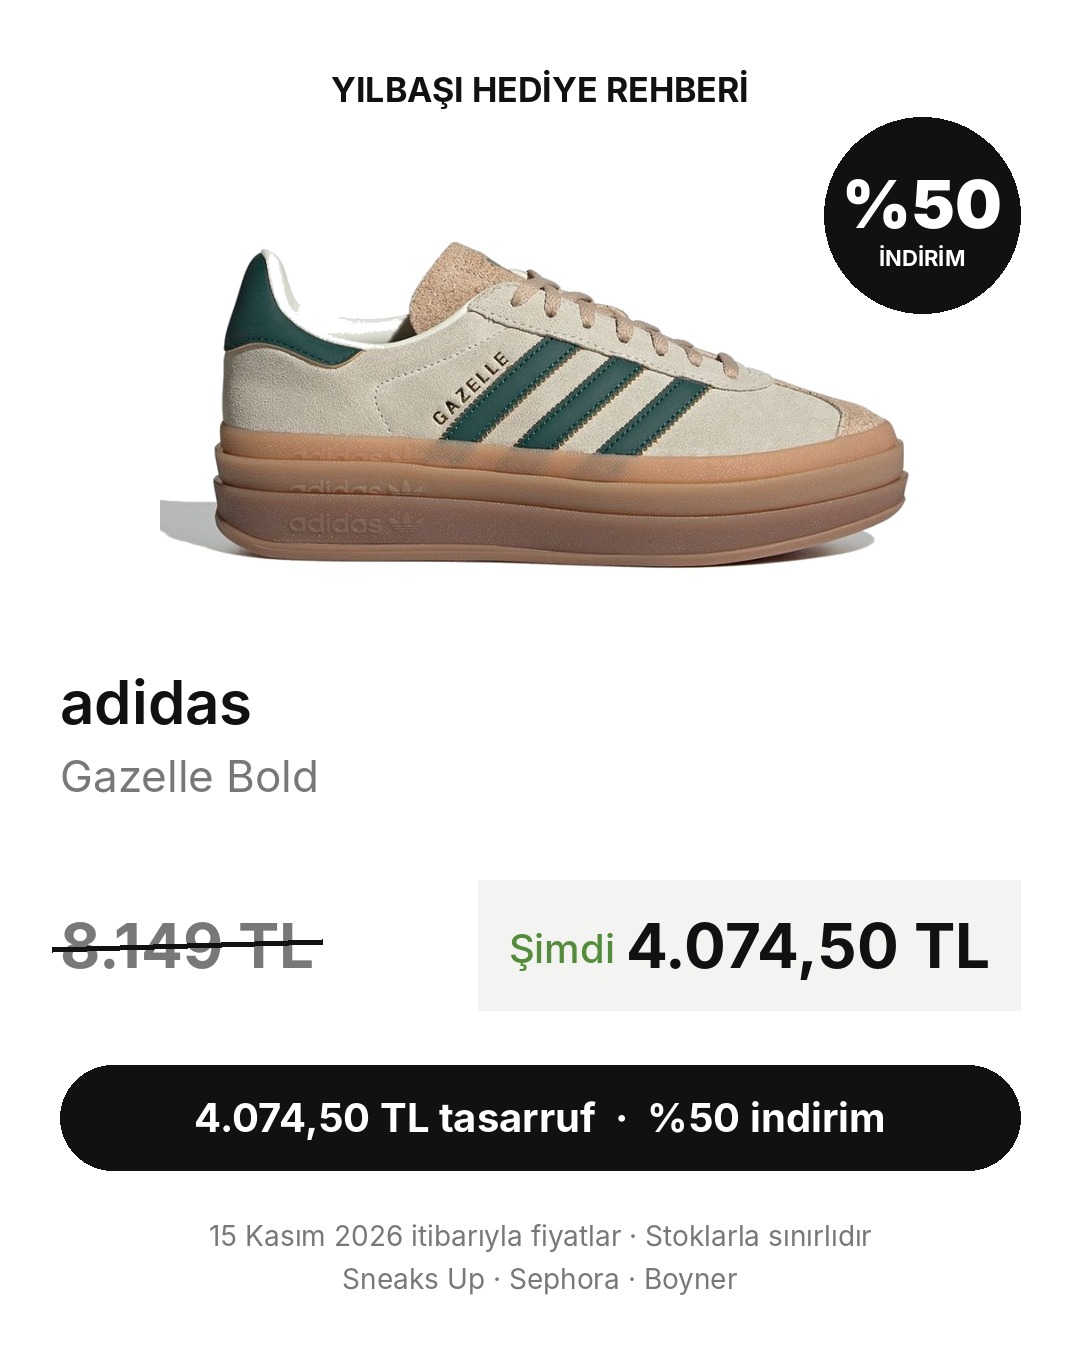 YILBAŞI HEDİYE REHBERİ
%50
İNDİRİM
GAZELLE
adidas
adidas
adidas
Gazelle Bold
8.149 TL
Şimdi 4.074,50 TL
4.074,50 TL tasarruf · %50 indirim
15 Kasım 2026 itibarıyla fiyatlar · Stoklarla sınırlıdır
Sneaks Up · Sephora · Boyner